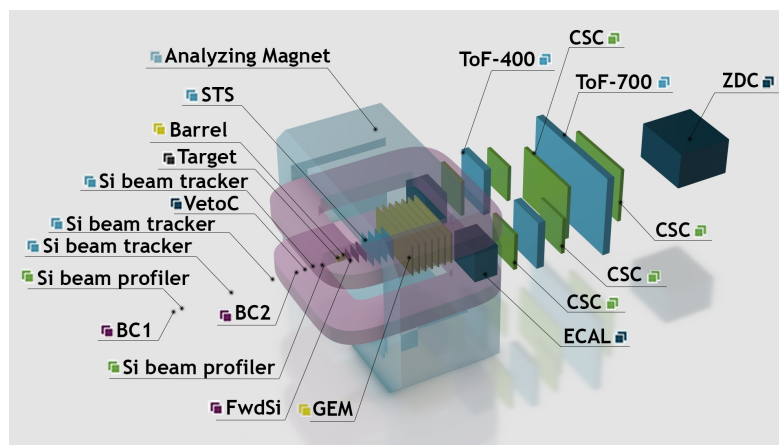 CSC
ToF-400
Analyzing Magnet
ToF-700
ZDC
STS
Barrel
Target
Si beam tracker
VetoC
Si beam tracker
CSC
Si beam tracker
Si beam profiler
CSC
CSC
BC2
BC1
ECAL
Si beam profiler
FwdSi
GEM